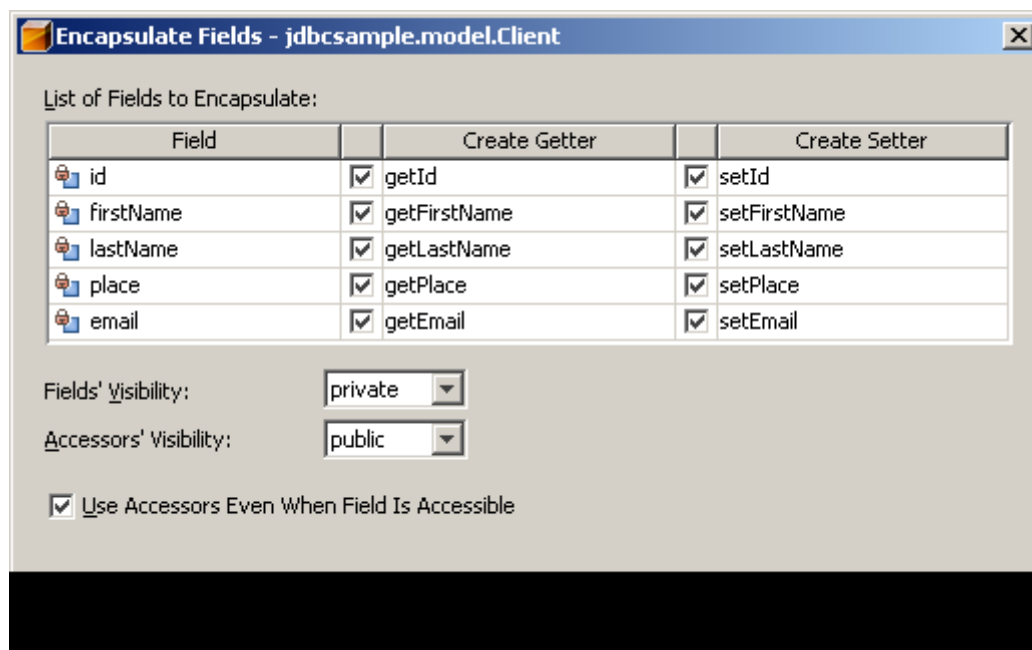 Encapsulate Fields - jdbcsample.model.Client
List of Fields to Encapsulate:
Field Create Getter Create Setter
id getId setId
firstName getFirstName setFirstName
lastName getLastName setLastName
place getPlace setPlace
email getEmail setEmail
Fields' Visibility: private
Accessors' Visibility: public
Use Accessors Even When Field Is Accessible